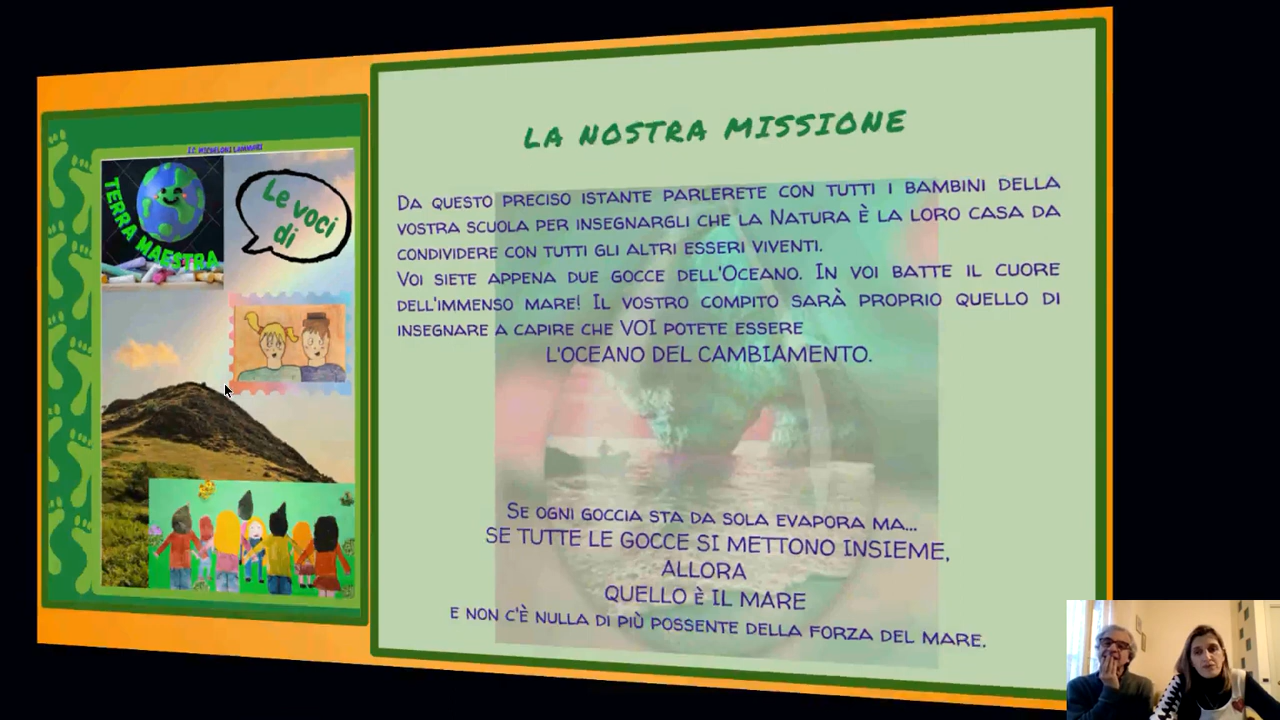 I.C. MICHELONI LAMMARI
TERRA MAESTRA
Le voci
di
LA NOSTRA MISSIONE
DA QUESTO PRECISO ISTANTE PARLERETE CON TUTTI I BAMBINI DELLA
VOSTRA SCUOLA PER INSEGNARGLI CHE LA NATURA È LA LORO CASA DA
CONDIVIDERE CON TUTTI GLI ALTRI ESSERI VIVENTI.
VOI SIETE APPENA DUE GOCCE DELL'OCEANO. IN VOI BATTE IL CUORE
DELL'IMMENSO MARE! IL VOSTRO COMPITO SARÀ PROPRIO QUELLO DI
INSEGNARE A CAPIRE CHE VOI POTETE ESSERE
L'OCEANO DEL CAMBIAMENTO.
SE OGNI GOCCIA STA DA SOLA EVAPORA MA...
SE TUTTE LE GOCCE SI METTONO INSIEME,
ALLORA
QUELLO è IL MARE
E NON C'È NULLA DI PIÙ POSSENTE DELLA FORZA DEL MARE.